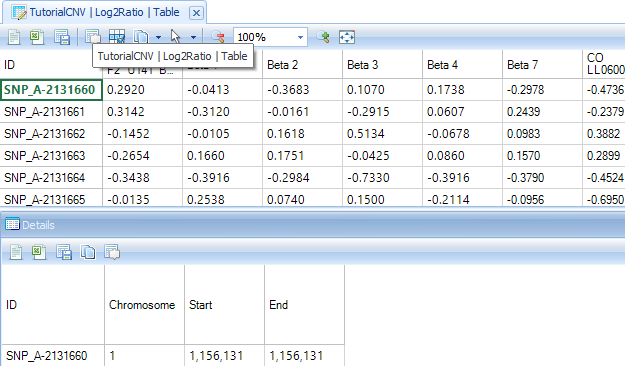 TutorialCNV | Log2Ratio | Table
100%
TutorialCNV | Log2Ratio | Table
ID Beta 2 Beta 3 Beta 4 Beta 7 CO LL0600
SNP_A-2131660 0.2920 -0.0413 -0.3683 0.1070 0.1738 -0.2978 -0.4736
SNP_A-2131661 0.3142 -0.3120 -0.0161 -0.2915 0.0607 0.2439 -0.2379
SNP_A-2131662 -0.1452 -0.0105 0.1618 0.5134 -0.0678 0.0983 0.3882
SNP_A-2131663 -0.2654 0.1660 0.1751 -0.0425 0.0860 0.1570 0.2899
SNP_A-2131664 -0.3438 -0.3916 -0.2984 -0.7330 -0.3916 -0.3790 -0.4524
SNP_A-2131665 -0.0135 0.2538 0.0740 0.1500 -0.2114 -0.0956 -0.6950
Details
ID Chromosome Start End
SNP_A-2131660 1 1,156,131 1,156,131